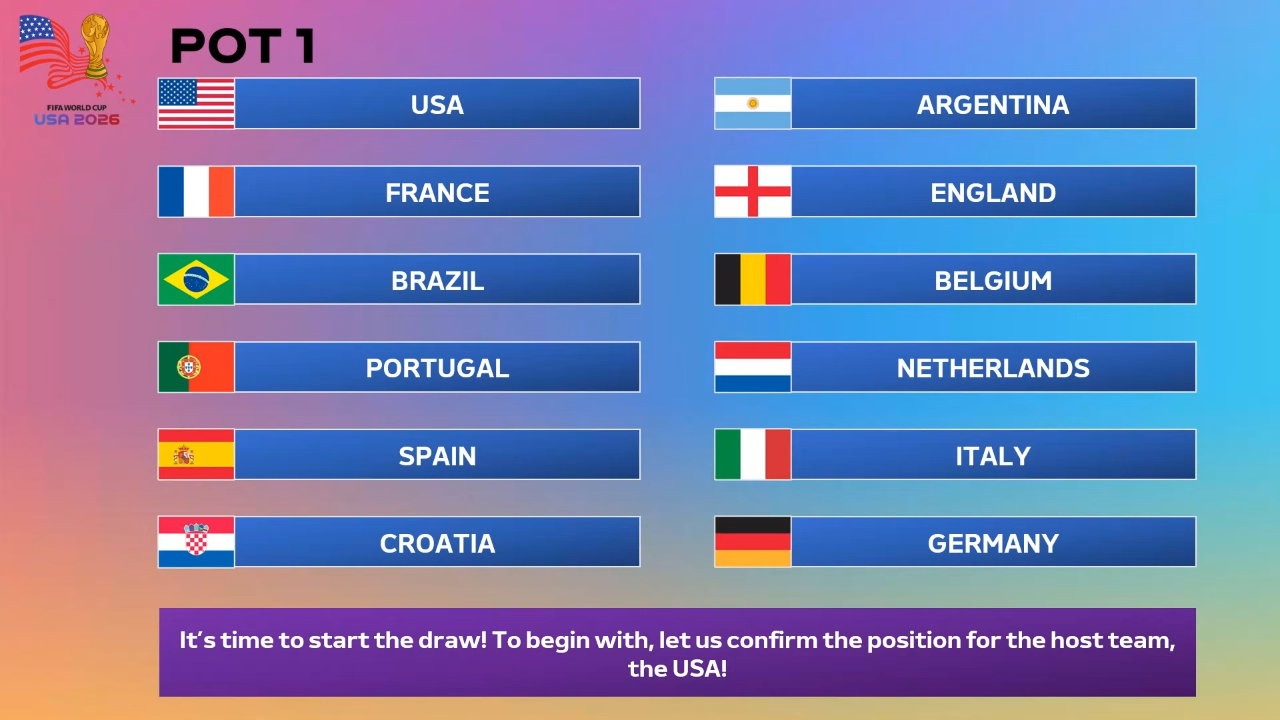 POT 1
FIFA WORLD CUP
USA 2026
USA
ARGENTINA
FRANCE
ENGLAND
BRAZIL
BELGIUM
PORTUGAL
NETHERLANDS
SPAIN
ITALY
CROATIA
GERMANY
It's time to start the draw! To begin with, let us confirm the position for the host team,
the USA!